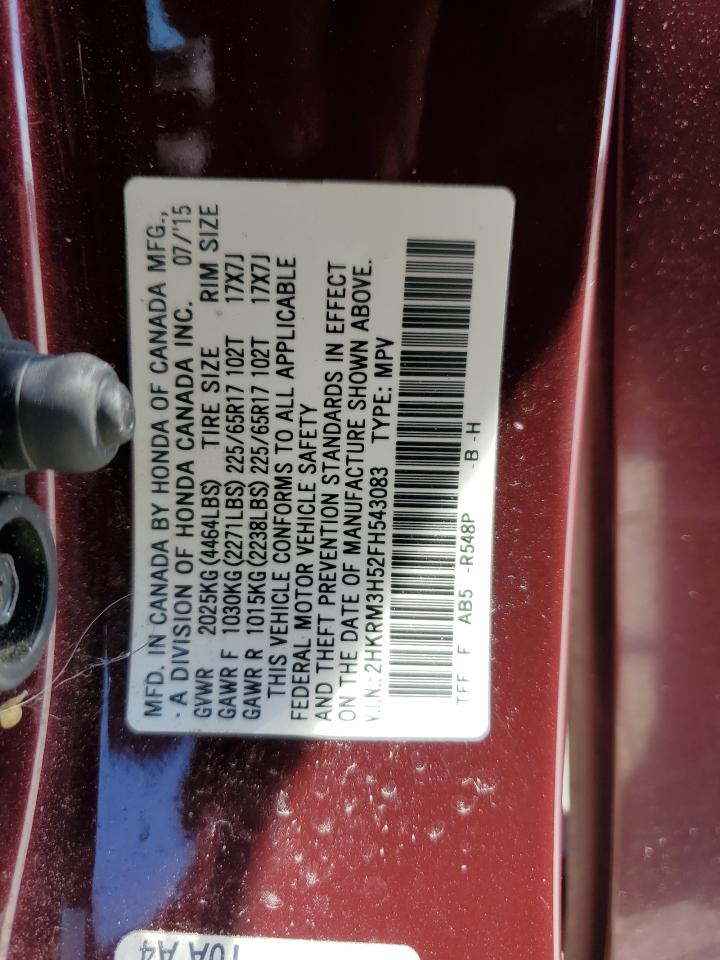 MFD. IN CANADA BY HONDA OF CANADA MFG.,
· A DIVISION OF HONDA CANADA INC. 07/'15
GVWR 2025KG(4464LBS) TIRE SIZE RIM SIZE
GAWR F 1030KG(2271LBS) 225/65R17 102T 17X7J
GAWR R 1015KG(2238LBS) 225/65R17 102T 17X7J
THIS VEHICLE CONFORMS TO ALL APPLICABLE
FEDERAL MOTOR VEHICLE SAFETY
AND THEFT PREVENTION STANDARDS IN EFFECT
ON THE DATE OF MANUFACTURE SHOWN ABOVE.
V.I.N.: 2HKRM3H52FH543083 TYPE: MPV
TFF F AB5 -R548P -B -H